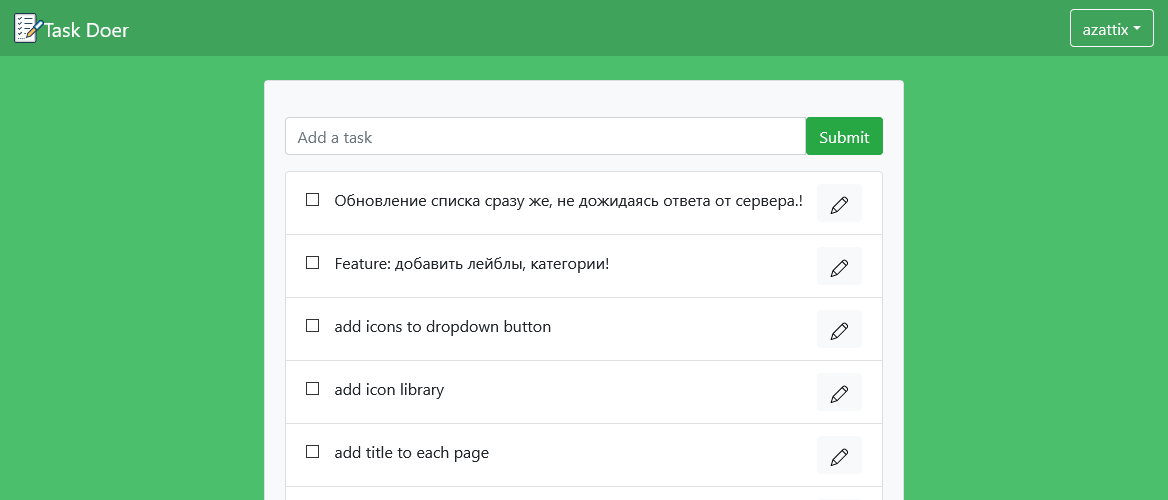 Task Doer
azattix
Add a task
Submit
Обновление списка сразу же, не дожидаясь ответа от сервера.!
Feature: добавить лейблы, категории!
add icons to dropdown button
add icon library
add title to each page